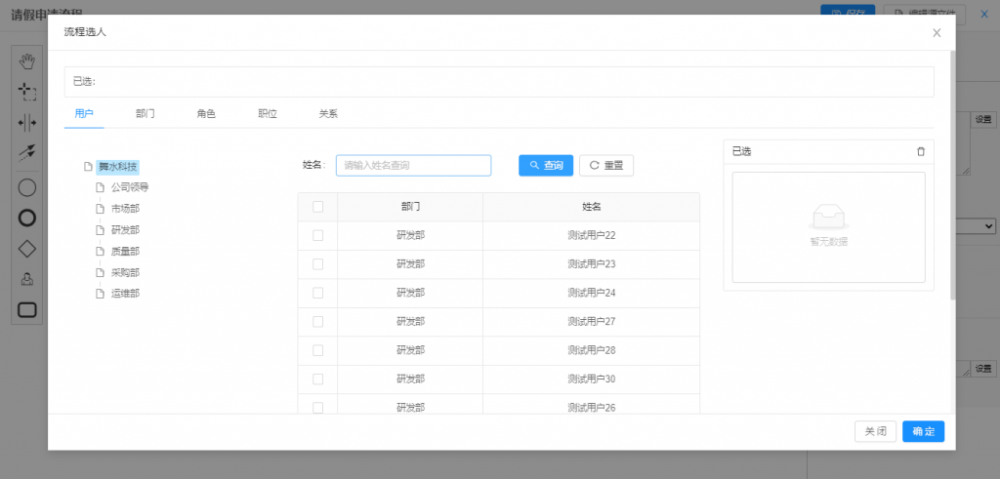 请假申请流程
保存
编辑源文件
流程选人
已选:
用户 部门 角色 职位 关系
舞水科技
公司领导
市场部
研发部
质量部
采购部
运维部
姓名: 请输入姓名查询 查询 重置
部门 姓名
研发部 测试用户22
研发部 测试用户23
研发部 测试用户24
研发部 测试用户27
研发部 测试用户28
研发部 测试用户30
研发部 测试用户26
已选
暂无数据
设置
设置
关 闭 确 定